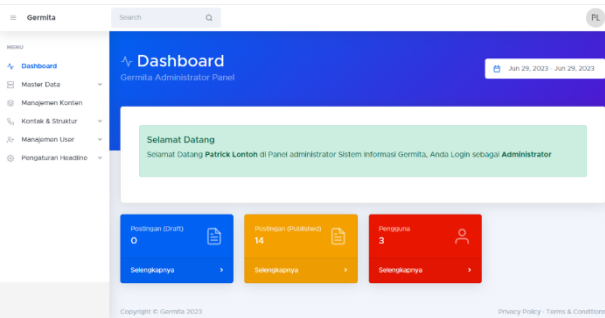 Germita
Search
PL
MENU
Dashboard
Master Data
Manajemen Konten
Kontak & Struktur
Manajemen User
Pengaturan Headline
Dashboard
Germita Administrator Panel
Jun 29, 2023 - Jun 29, 2023
Selamat Datang
Selamat Datang Patrick Lontoh di Panel administrator Sistem Informasi Germita, Anda Login sebagai Administrator
Postingan (Draft)
0
Selengkapnya
Postingan (Published)
14
Selengkapnya
Pengguna
3
Selengkapnya
Copyright © Germita 2023
Privacy Policy · Terms & Conditions